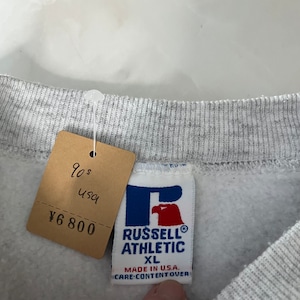 90s
USA
¥6800
RUSSELL®
ATHLETIC
XL
MADE IN U.S.A.
CARE-CONTENT OVER